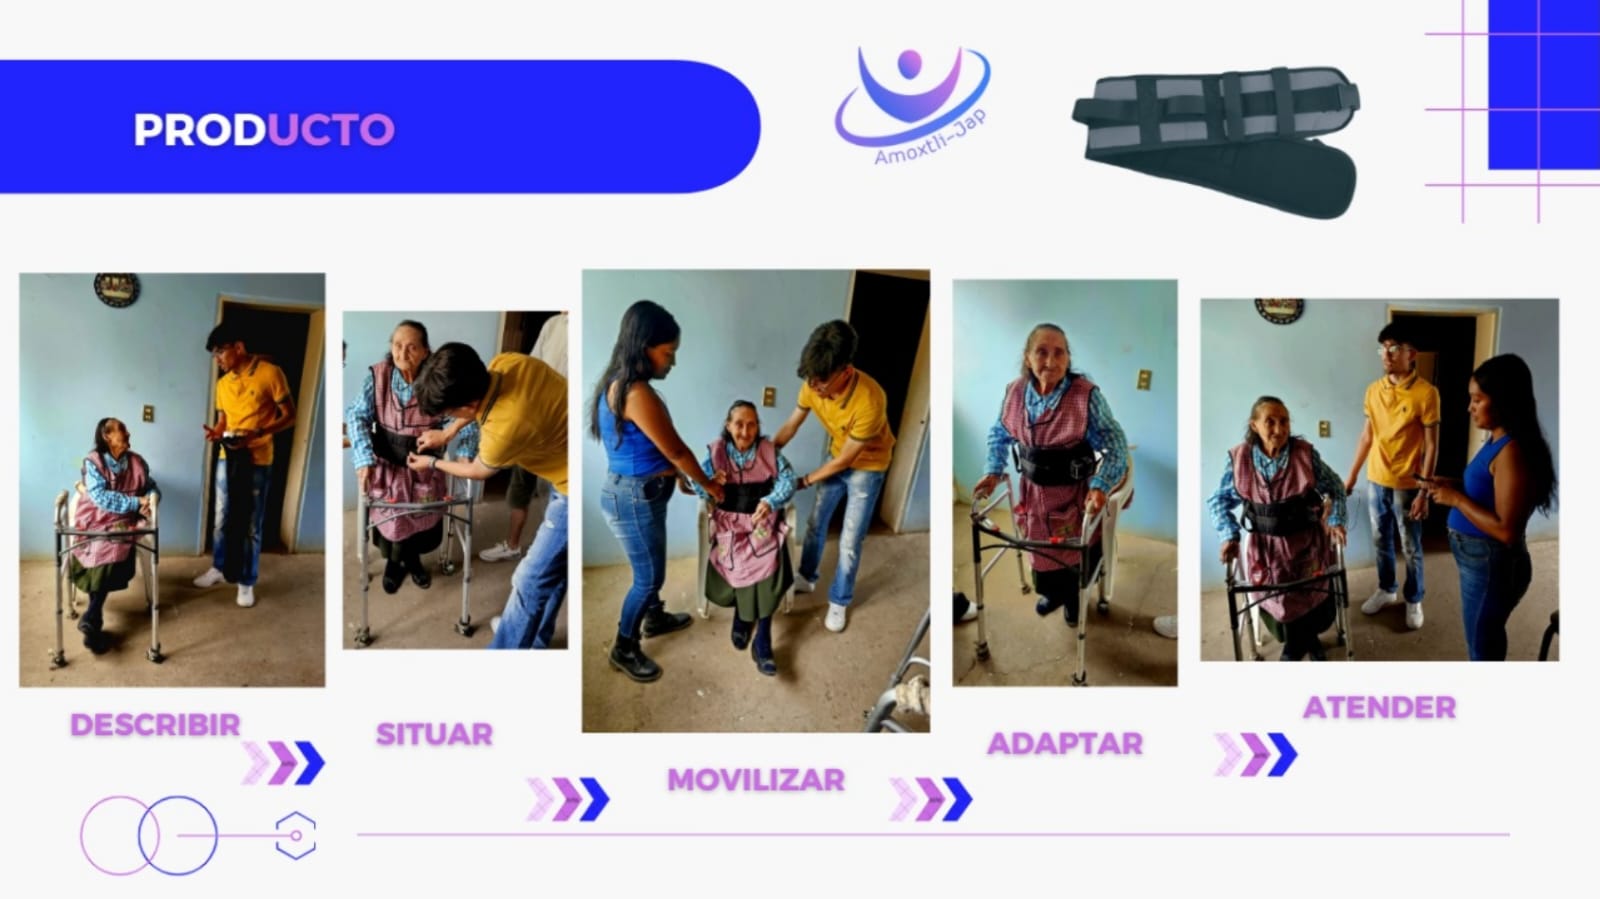 PRODUCTO
Amoxtli-Jap
DESCRIBIR
SITUAR
MOVILIZAR
ADAPTAR
ATENDER